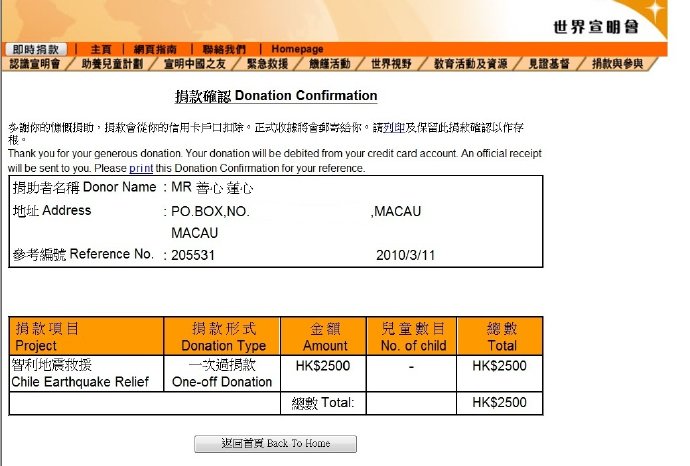 世界宣明會
即時捐款 | 主頁 | 網頁指南 | 聯絡我們 | Homepage
認識宣明會 / 助養兒童計劃 / 宣明中國之友 / 緊急救援 / 饑饉活動 / 世界視野 / 教育活動及資源 / 見證基督 / 捐款與參與
捐款確認 Donation Confirmation
多謝你的慷慨捐助，捐款會從你的信用卡戶口扣除。正式收據將會郵寄給你。請列印及保留此捐款確認以作存
根。
Thank you for your generous donation. Your donation will be debited from your credit card account. An official receipt
will be sent to you. Please print this Donation Confirmation for your reference.
捐助者名稱 Donor Name : MR 善心 蓮心
地址 Address : PO.BOX,NO. ,MACAU
MACAU
參考編號 Reference No. : 205531 2010/3/11
捐款項目 捐款形式 金額 兒童數目 總數
Project Donation Type Amount No. of child Total
智利地震救援 一次過捐款 HK$2500 - HK$2500
Chile Earthquake Relief One-off Donation
總數 Total: HK$2500
返回首頁 Back To Home